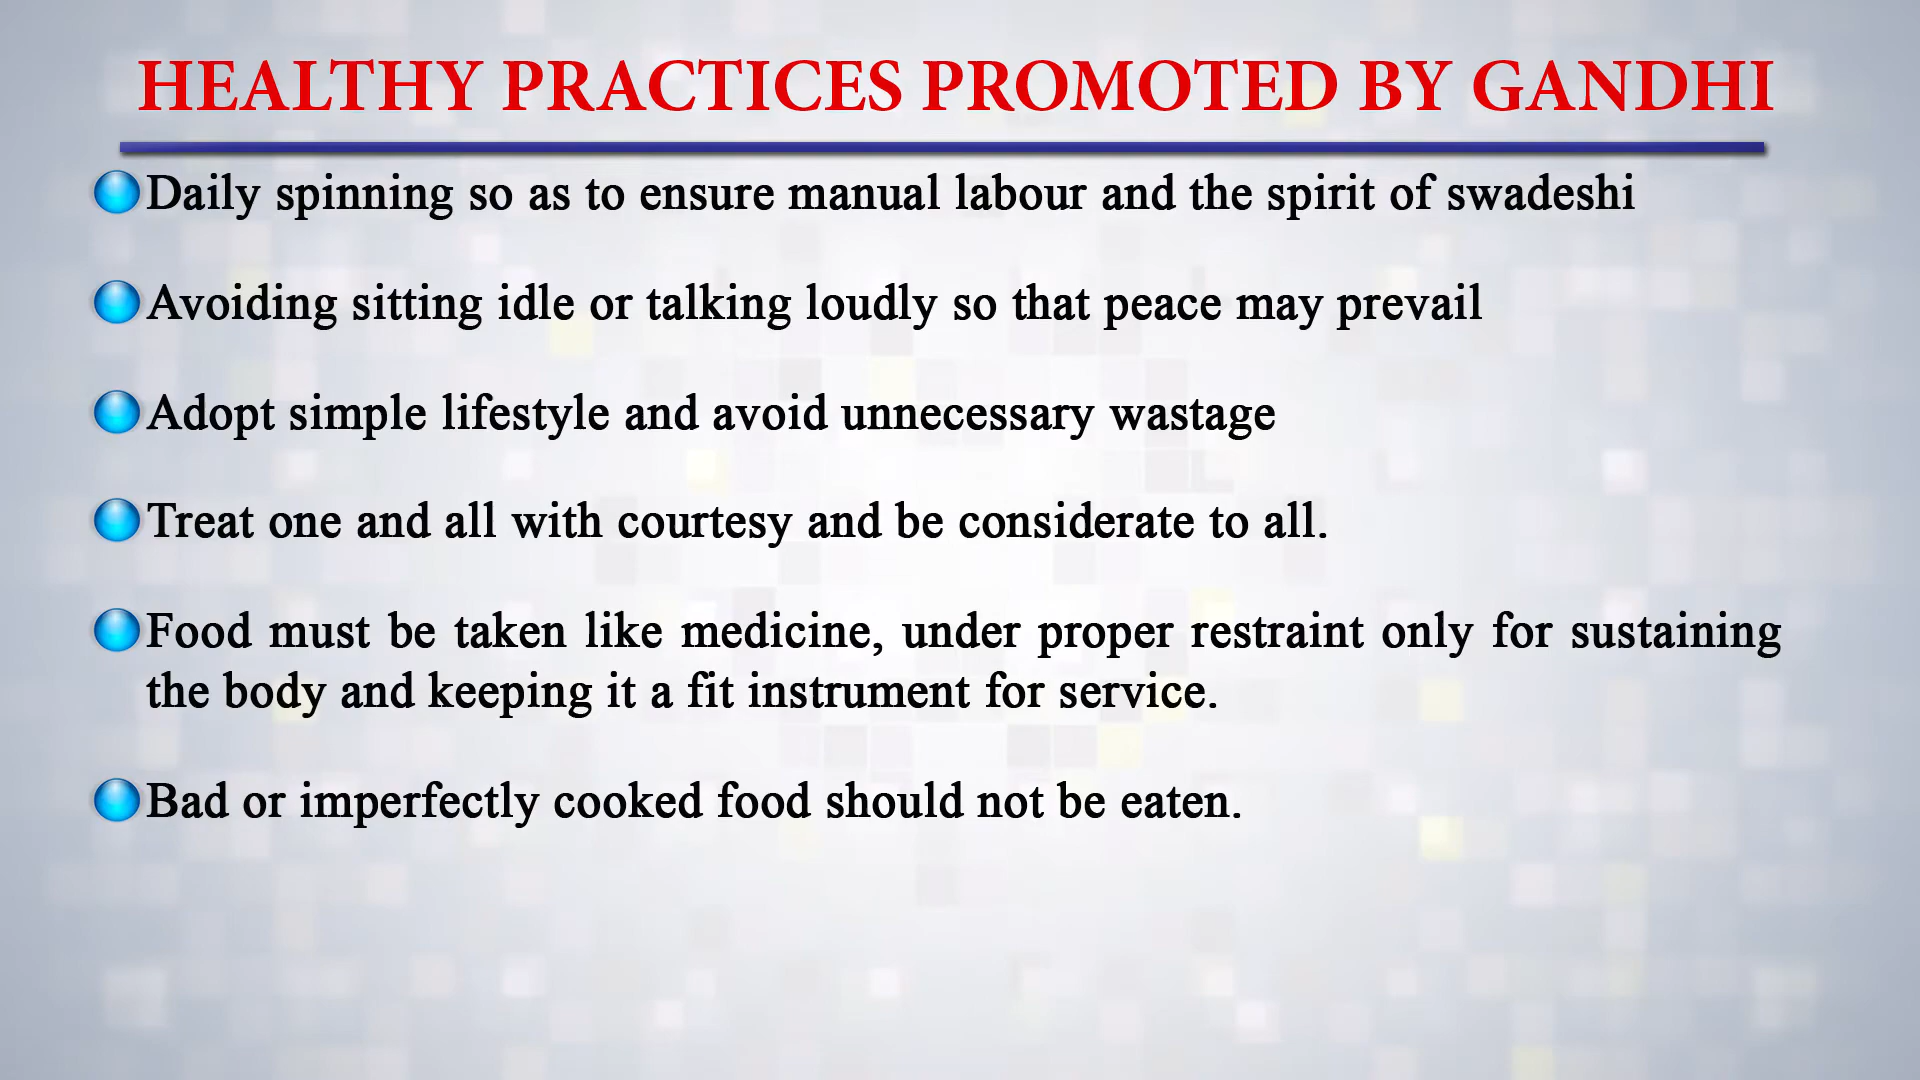 HEALTHY PRACTICES PROMOTED BY GANDHI
Daily spinning so as to ensure manual labour and the spirit of swadeshi
Avoiding sitting idle or talking loudly so that peace may prevail
Adopt simple lifestyle and avoid unnecessary wastage
Treat one and all with courtesy and be considerate to all.
Food must be taken like medicine, under proper restraint only for sustaining
the body and keeping it a fit instrument for service.
Bad or imperfectly cooked food should not be eaten.